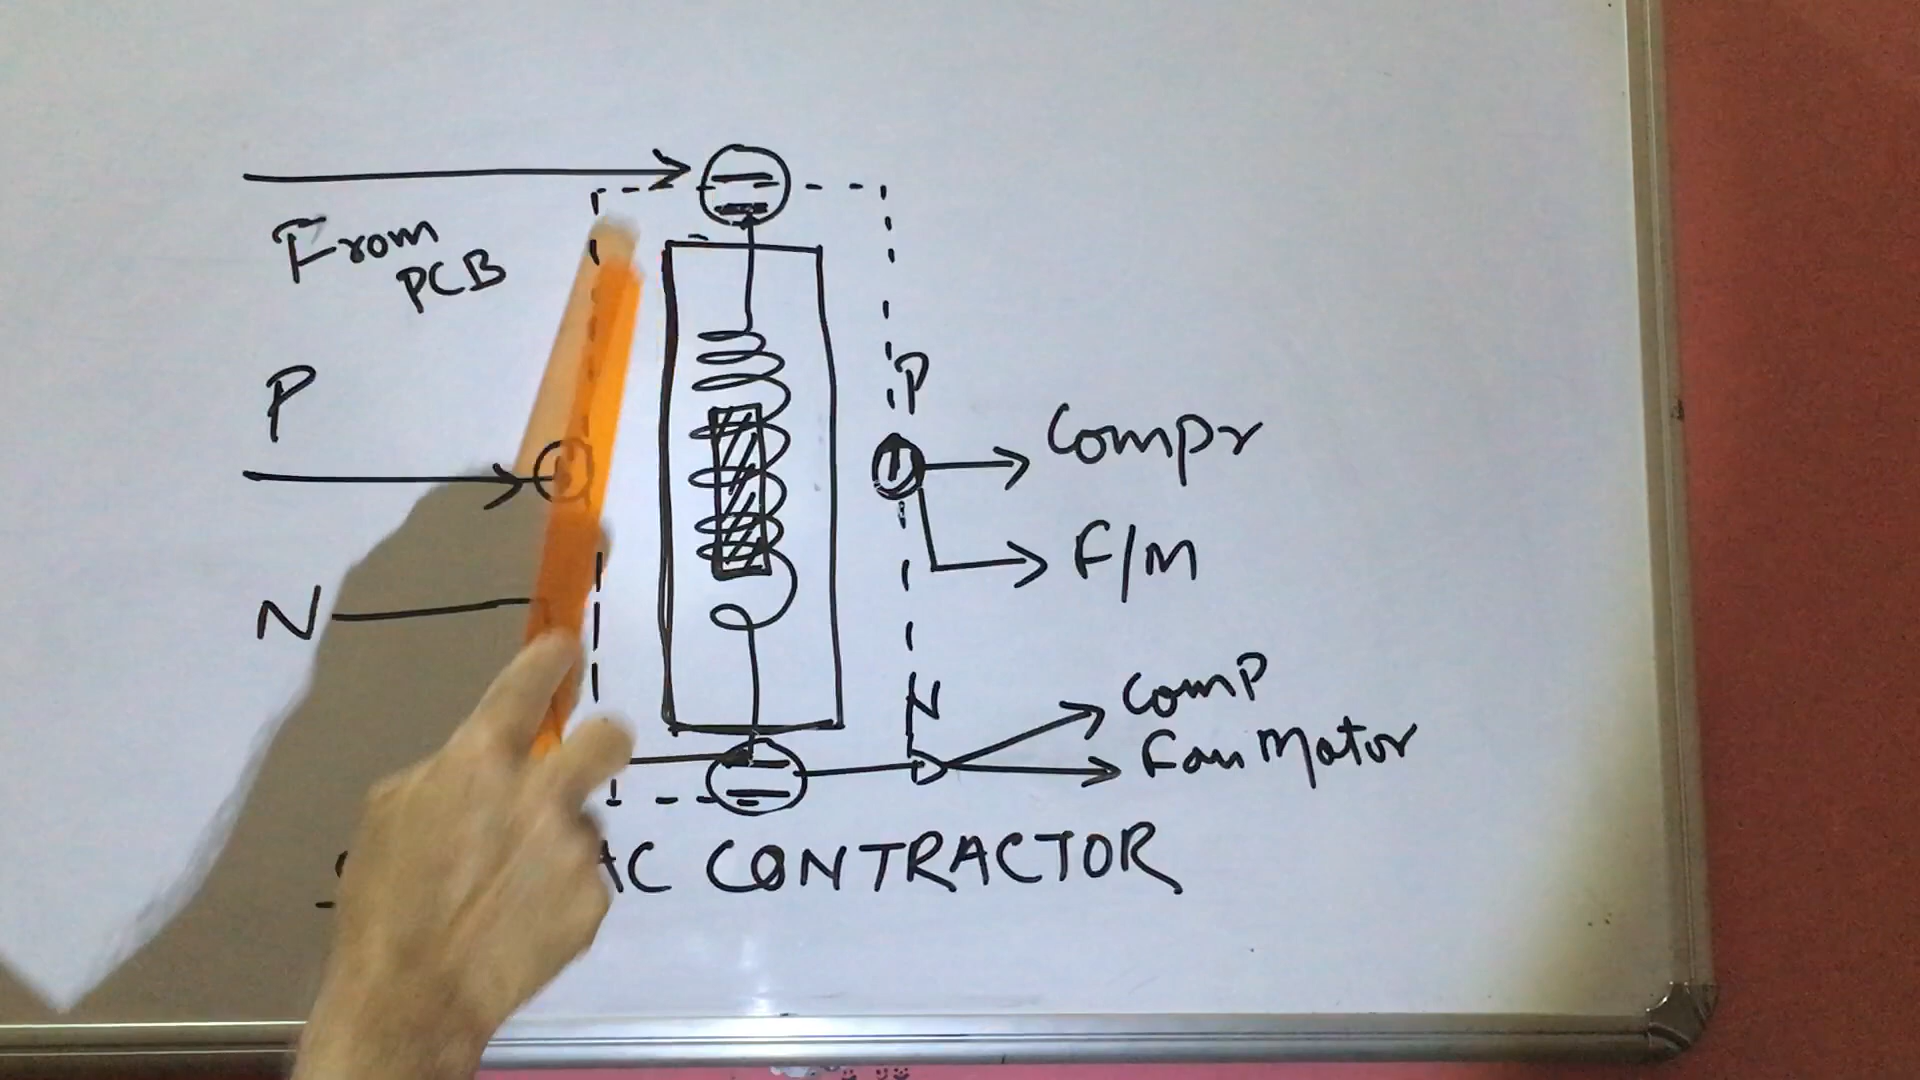 From
PCB
P
P
Compr
F/M
N
N
Comp
Fan Motor
AC CONTRACTOR